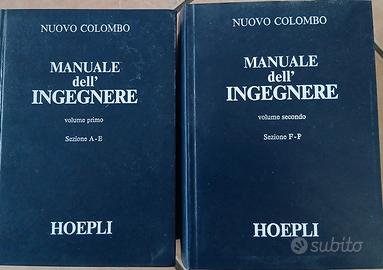 NUOVO COLOMBO
MANUALE
dell'
INGEGNERE
volume primo
Sezione A-E
HOEPLI
NUOVO COLOMBO
MANUALE
dell'
INGEGNERE
volume secondo
Sezione F-P
HOEPLI
subito